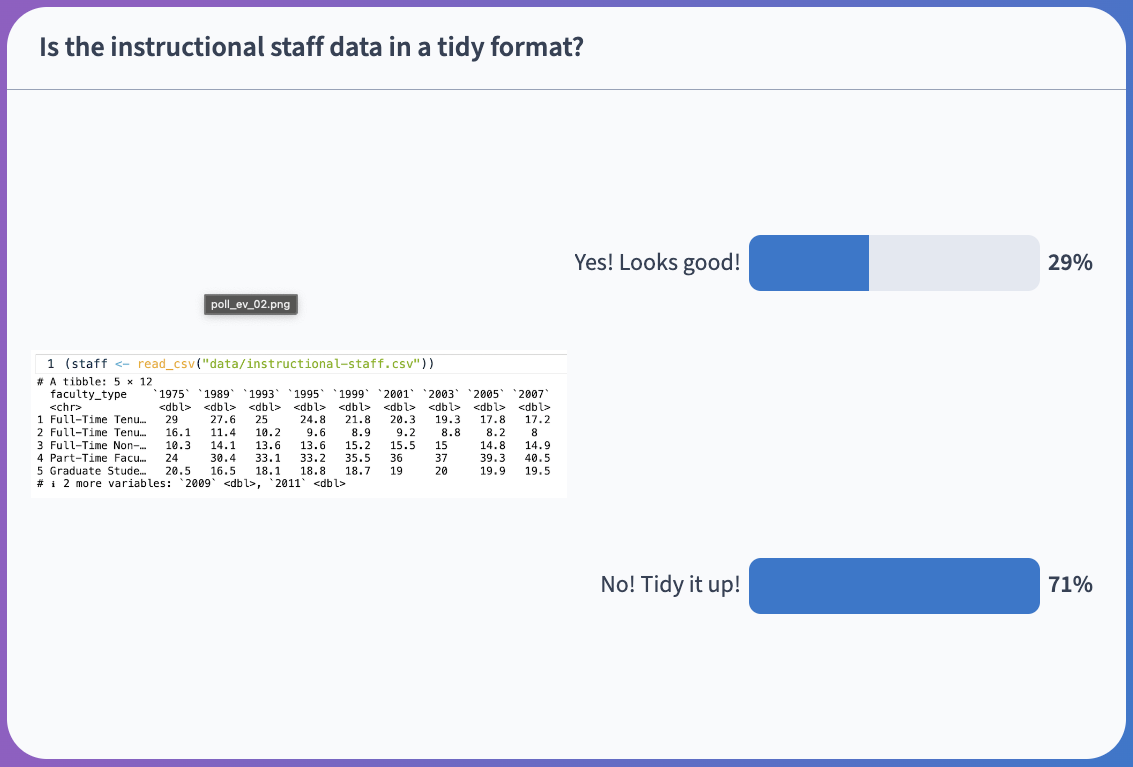 Is the instructional staff data in a tidy format?
Yes! Looks good! 29%
poll_ev_02.png
1 (staff <- read_csv("data/instructional-staff.csv"))
# A tibble: 5 × 12
faculty_type `1975` `1989` `1993` `1995` `1999` `2001` `2003` `2005` `2007`
<chr> <dbl> <dbl> <dbl> <dbl> <dbl> <dbl> <dbl> <dbl> <dbl>
1 Full-Time Tenu… 29 27.6 25 24.8 21.8 20.3 19.3 17.8 17.2
2 Full-Time Tenu… 16.1 11.4 10.2 9.6 8.9 9.2 8.8 8.2 8
3 Full-Time Non-… 10.3 14.1 13.6 13.6 15.2 15.5 15 14.8 14.9
4 Part-Time Facu… 24 30.4 33.1 33.2 35.5 36 37 39.3 40.5
5 Graduate Stude… 20.5 16.5 18.1 18.8 18.7 19 20 19.9 19.5
# ℹ 2 more variables: `2009` <dbl>, `2011` <dbl>
No! Tidy it up! 71%